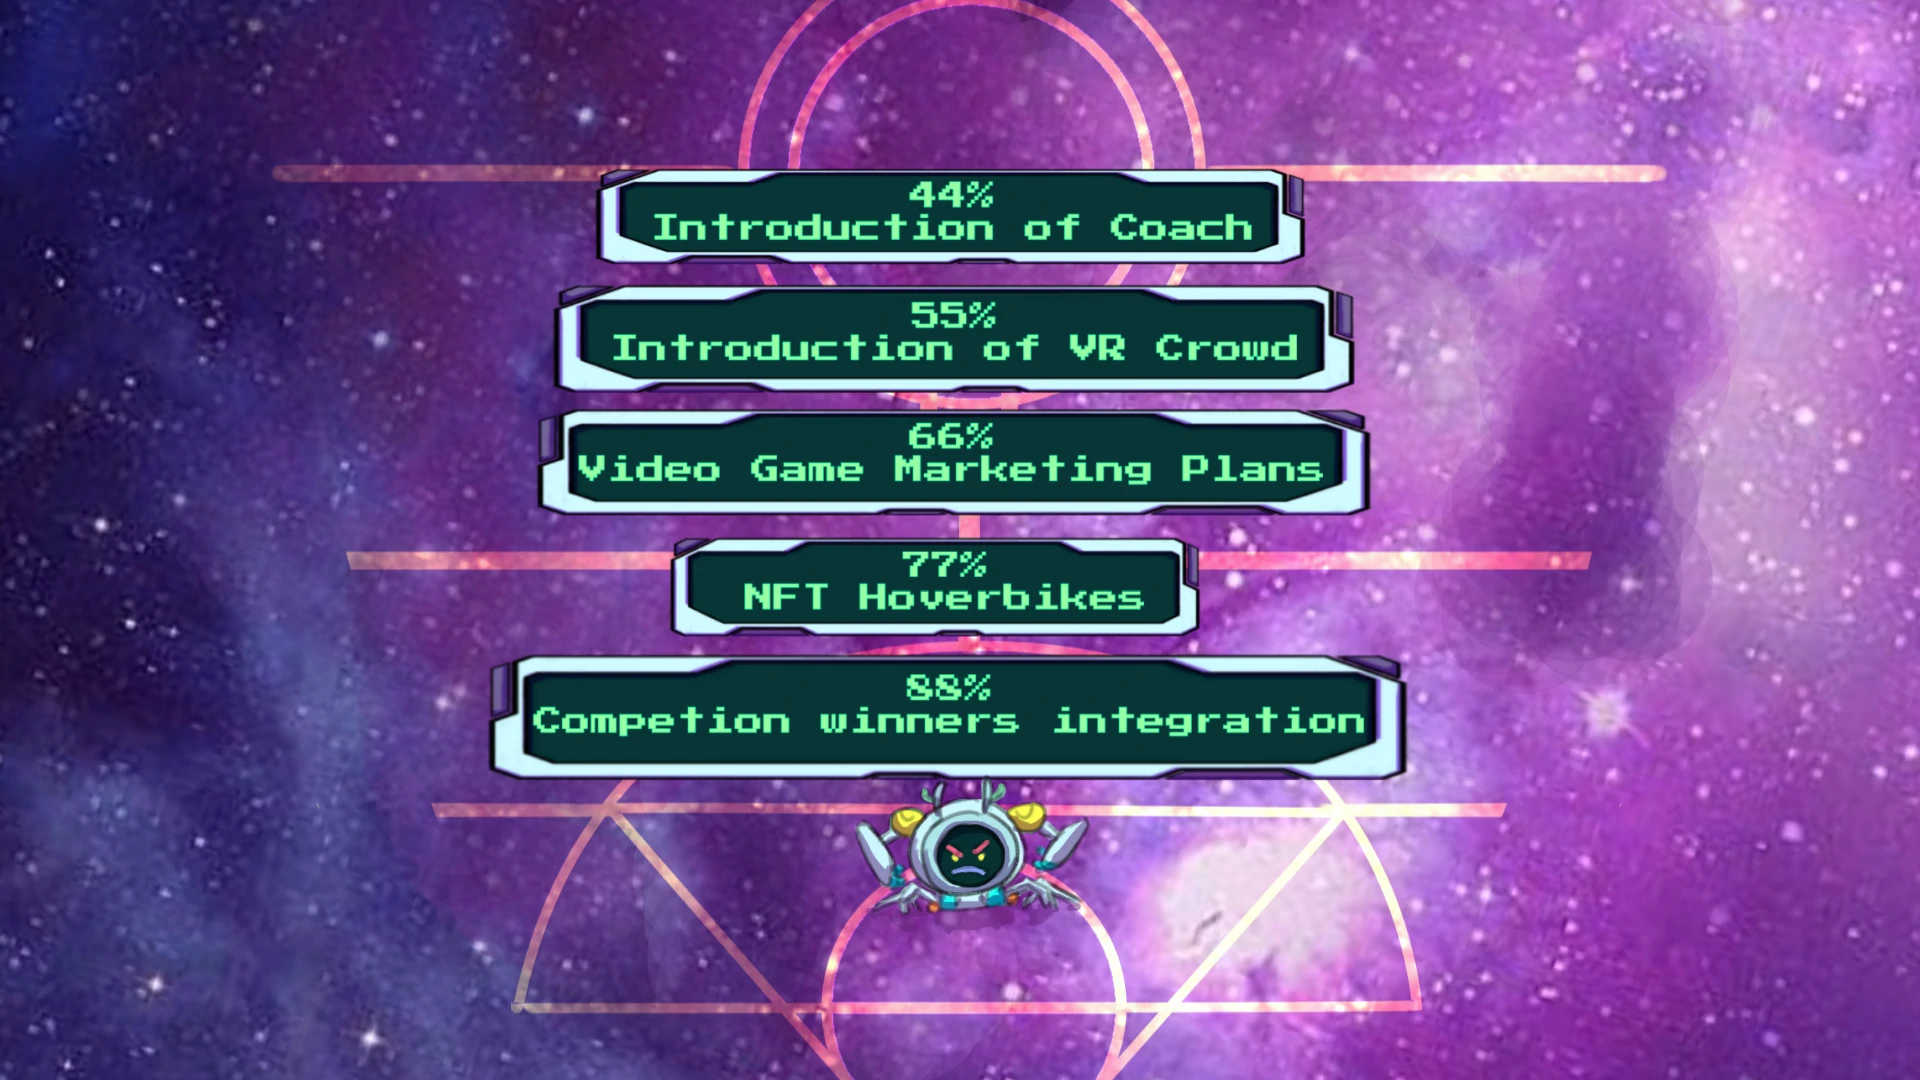 44%
Introduction of Coach
55%
Introduction of VR Crowd
66%
Video Game Marketing Plans
77%
NFT Hoverbikes
88%
Competion winners integration